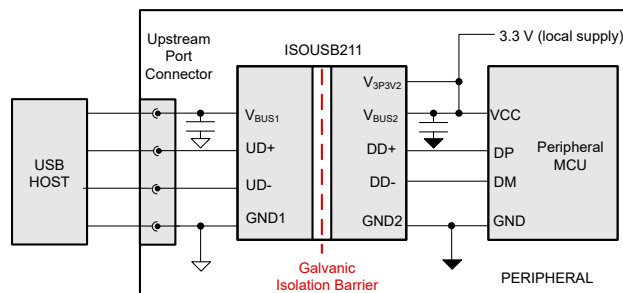 Upstream
Port
Connector
ISOUSB211
3.3 V (local supply)
USB
HOST
VBUS1
UD+
UD-
GND1
V3P3V2
VBUS2
DD+
DD-
GND2
VCC
DP
DM
GND
Peripheral
MCU
Galvanic
Isolation Barrier
PERIPHERAL